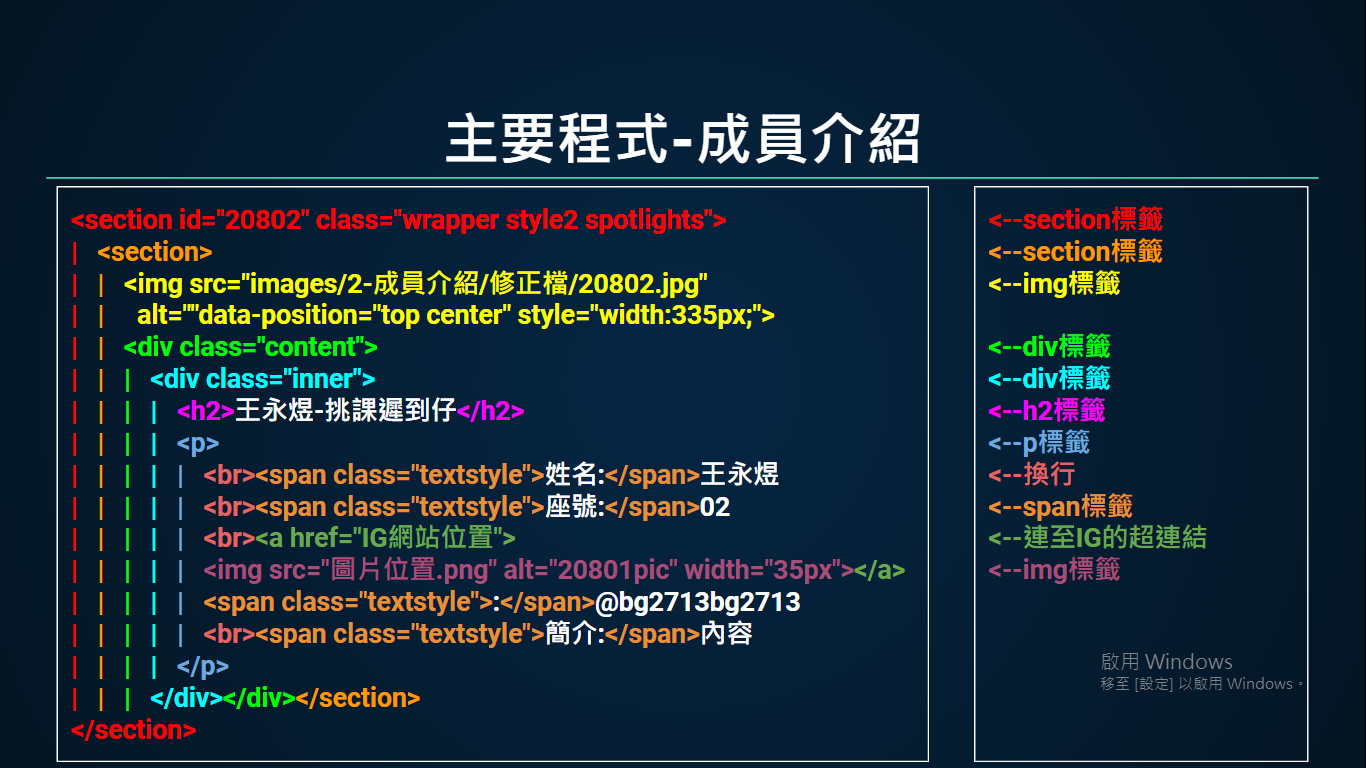 主要程式-成員介紹
<section id="20802" class="wrapper style2 spotlights">
| <section>
| | <img src="images/2-成員介紹/修正檔/20802.jpg"
| | alt=""data-position="top center" style="width:335px;">
| | <div class="content">
| | | <div class="inner">
| | | | <h2>王永煜-挑課遲到仔</h2>
| | | | <p>
| | | | | <br><span class="textstyle">姓名:</span>王永煜
| | | | | <br><span class="textstyle">座號:</span>02
| | | | | <br><a href="IG網站位置">
| | | | | <img src="圖片位置.png" alt="20801pic" width="35px"></a>
| | | | | <span class="textstyle">:</span>@bg2713bg2713
| | | | | <br><span class="textstyle">簡介:</span>內容
| | | | </p>
| | | </div></div></section>
</section>
<--section標籤
<--section標籤
<--img標籤
<--div標籤
<--div標籤
<--h2標籤
<--p標籤
<--換行
<--span標籤
<--連至IG的超連結
<--img標籤
啟用 Windows
移至 [設定] 以啟用 Windows。